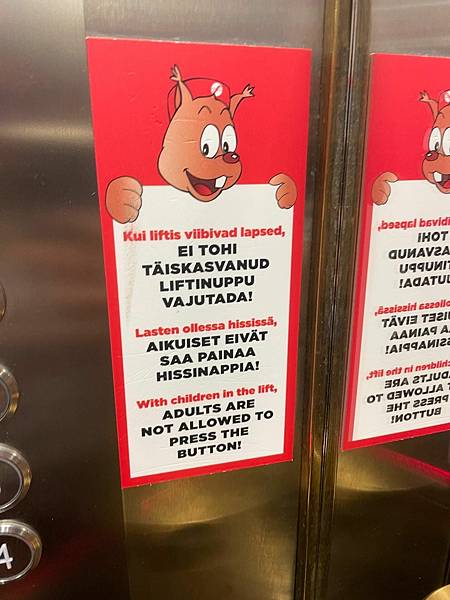 Kui liftis viibivad lapsed,
EI TOHI
TÄISKASVANUD
LIFTINUPPU
VAJUTADA!
Lasten ollessa hississä,
AIKUISET EIVÄT
SAA PAINAA
HISSINAPPIA!
With children in the lift,
ADULTS ARE
NOT ALLOWED TO
PRESS THE
BUTTON!
4